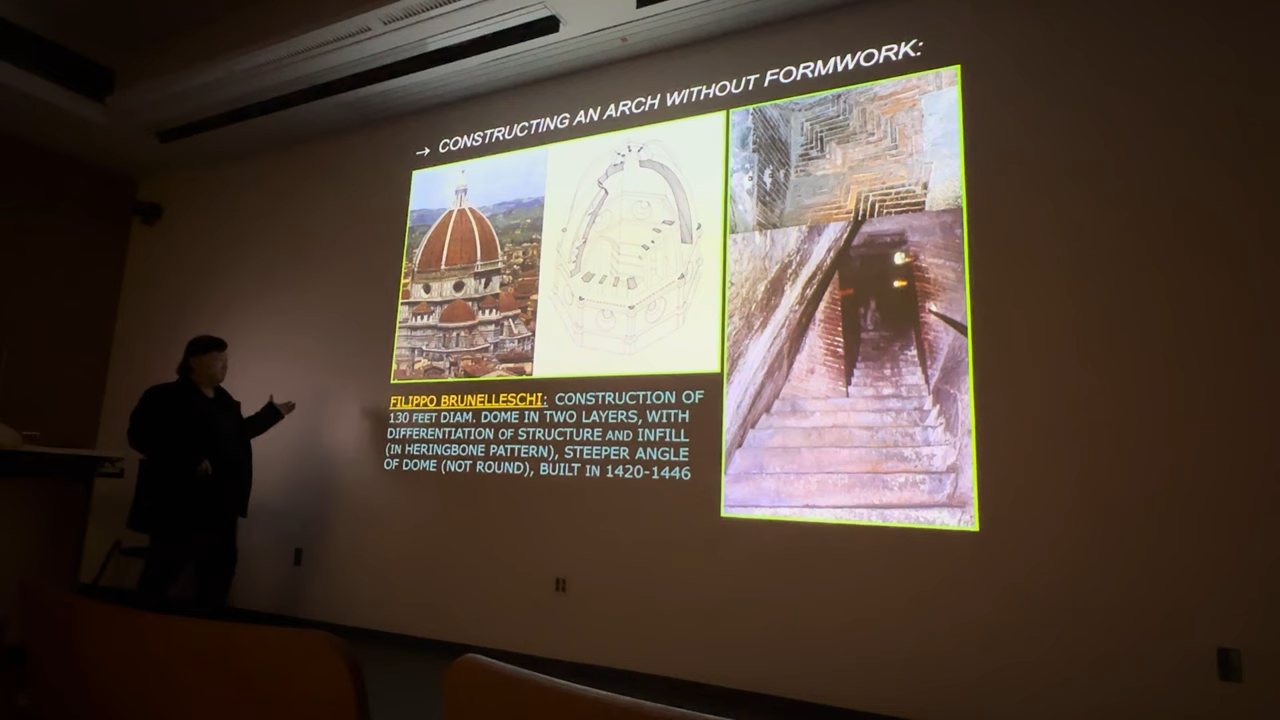 → CONSTRUCTING AN ARCH WITHOUT FORMWORK:
FILIPPO BRUNELLESCHI: CONSTRUCTION OF
130 FEET DIAM. DOME IN TWO LAYERS, WITH
DIFFERENTIATION OF STRUCTURE AND INFILL
(IN HERINGBONE PATTERN), STEEPER ANGLE
OF DOME (NOT ROUND), BUILT IN 1420-1446